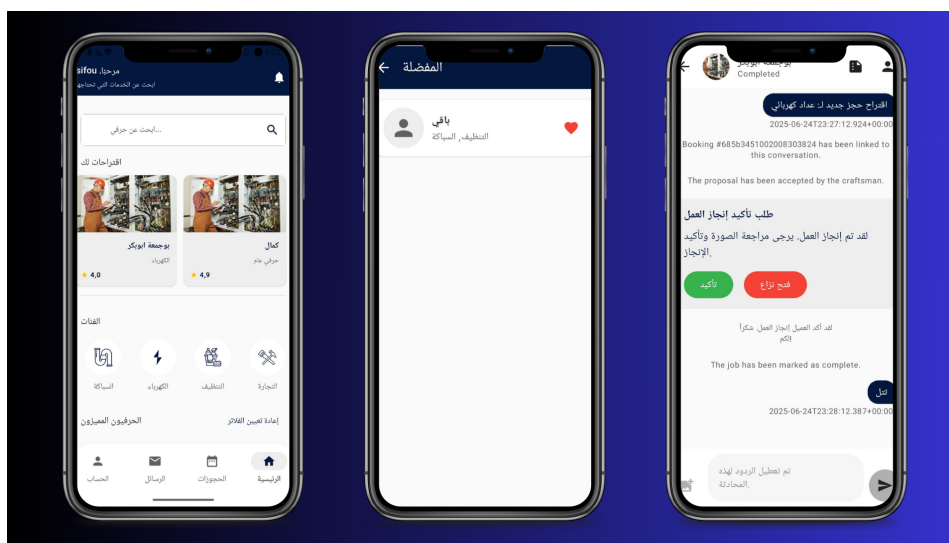 مرحبًا, sifou
ابحث عن الخدمات التي تحتاجها
ابحث عن حرفي...
اقتراحات لك
بوجمعة ابوبكر
الكهرباء
4,0
كمال
حرفي عام
4,9
الفئات
السباكة
الكهرباء
التنظيف
النجارة
الحرفيون المميزون
إعادة تعيين الفلاتر
الحساب
الرسائل
الحجوزات
الرئيسية
المفضلة
باقي
التنظيف, السباكة
بوجمعة ابوبكر
Completed
اقتراح حجز جديد لـ: عداد كهربائي
2025-06-24T23:27:12.924+00:00
Booking #685b3451002008303824 has been linked to
this conversation.
The proposal has been accepted by the craftsman.
طلب تأكيد إنجاز العمل
لقد تم إنجاز العمل. يرجى مراجعة الصورة وتأكيد
الإنجاز.
تأكيد
فتح نزاع
لقد أكد العميل إنجاز العمل. شكراً
لكم!
The job has been marked as complete.
تتل
2025-06-24T23:28:12.387+00:00
تم تعطيل الردود لهذه
المحادثة.